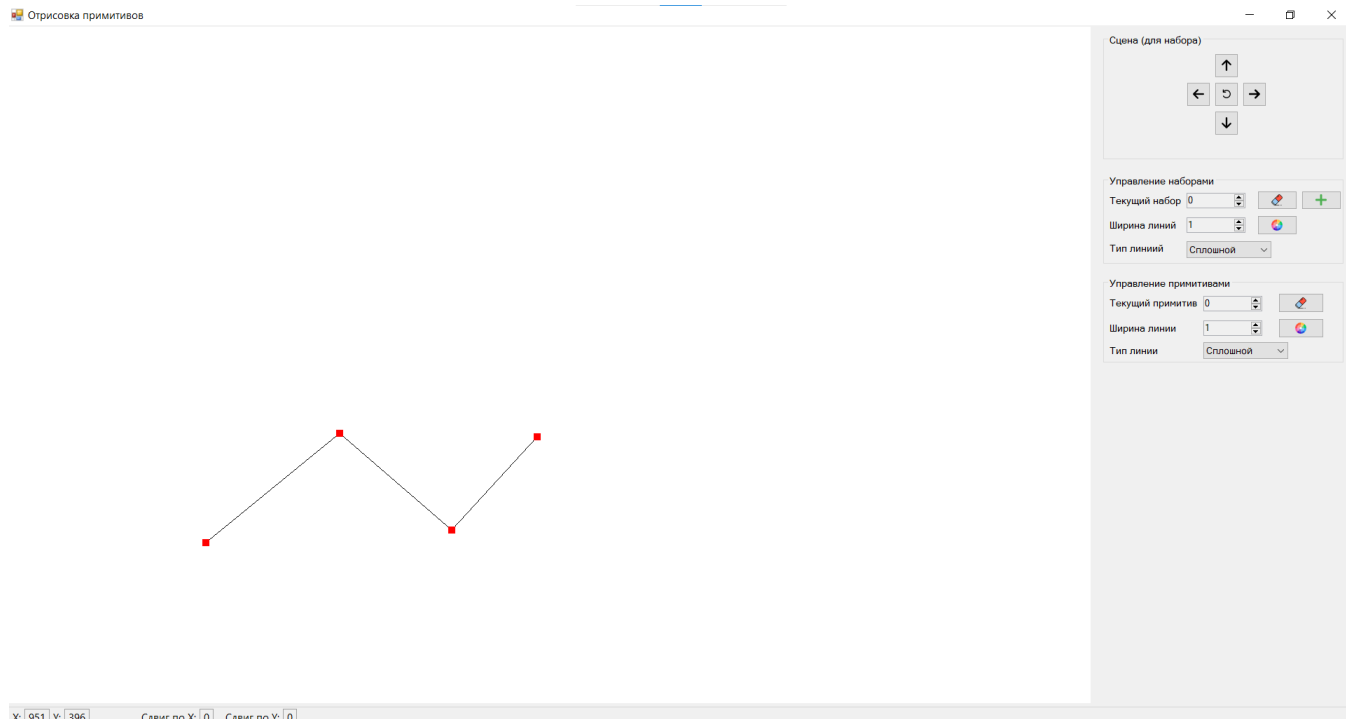 Отрисовка примитивов
Сцена (для набора)
Управление наборами
Текущий набор 0
Ширина линий 1
Тип линиий Сплошной
Управление примитивами
Текущий примитив 0
Ширина линии 1
Тип линии Сплошной
X: 951 Y: 396 Сдвиг по X: 0 Сдвиг по Y: 0